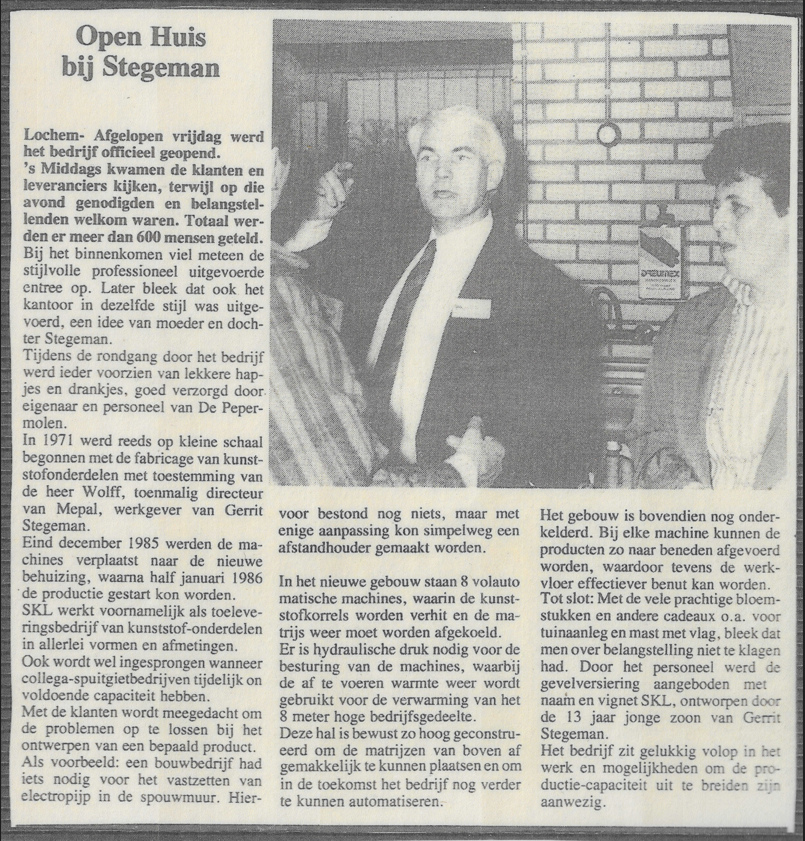 Open Huis
bij Stegeman
Lochem- Afgelopen vrijdag werd
het bedrijf officieel geopend.
's Middags kwamen de klanten en
leveranciers kijken, terwijl op die
avond genodigden en belangstel-
lenden welkom waren. Totaal wer-
den er meer dan 600 mensen geteld.
Bij het binnenkomen viel meteen de
stijlvolle professioneel uitgevoerde
entree op. Later bleek dat ook het
kantoor in dezelfde stijl was uitge-
voerd, een idee van moeder en doch-
ter Stegeman.
Tijdens de rondgang door het bedrijf
werd ieder voorzien van lekkere hap-
jes en drankjes, goed verzorgd door
eigenaar en personeel van De Peper-
molen.
In 1971 werd reeds op kleine schaal
begonnen met de fabricage van kunst-
stofonderdelen met toestemming van
de heer Wolff, toenmalig directeur
van Mepal, werkgever van Gerrit
Stegeman.
Eind december 1985 werden de ma-
chines verplaatst naar de nieuwe
behuizing, waarna half januari 1986
de productie gestart kon worden.
SKL werkt voornamelijk als toeleve-
ringsbedrijf van kunststof-onderdelen
in allerlei vormen en afmetingen.
Ook wordt wel ingesprongen wanneer
collega-spuitgietbedrijven tijdelijk on
voldoende capaciteit hebben.
Met de klanten wordt meegedacht om
de problemen op te lossen bij het
ontwerpen van een bepaald product.
Als voorbeeld: een bouwbedrijf had
iets nodig voor het vastzetten van
electropijp in de spouwmuur. Hier-
DREUMEX
voor bestond nog niets, maar met
enige aanpassing kon simpelweg een
afstandhouder gemaakt worden.
In het nieuwe gebouw staan 8 volauto
matische machines, waarin de kunst-
stofkorrels worden verhit en de ma-
trijs weer moet worden afgekoeld.
Er is hydraulische druk nodig voor de
besturing van de machines, waarbij
de af te voeren warmte weer wordt
gebruikt voor de verwarming van het
8 meter hoge bedrijfsgedeelte.
Deze hal is bewust zo hoog geconstru-
eerd om de matrijzen van boven af
gemakkelijk te kunnen plaatsen en om
in de toekomst het bedrijf nog verder
te kunnen automatiseren.
Het gebouw is bovendien nog onder-
kelderd. Bij elke machine kunnen de
producten zo naar beneden afgevoerd
worden, waardoor tevens de werk-
vloer effectiever benut kan worden.
Tot slot: Met de vele prachtige bloem-
stukken en andere cadeaux o.a. voor
tuinaanleg en mast met vlag, bleek dat
men over belangstelling niet te klagen
had. Door het personeel werd de
gevelversiering aangeboden met
naam en vignet SKL, ontworpen door
de 13 jaar jonge zoon van Gerrit
Stegeman.
Het bedrijf zit gelukkig volop in het
werk en mogelijkheden om de pro-
ductie-capaciteit uit te breiden zijn
aanwezig.